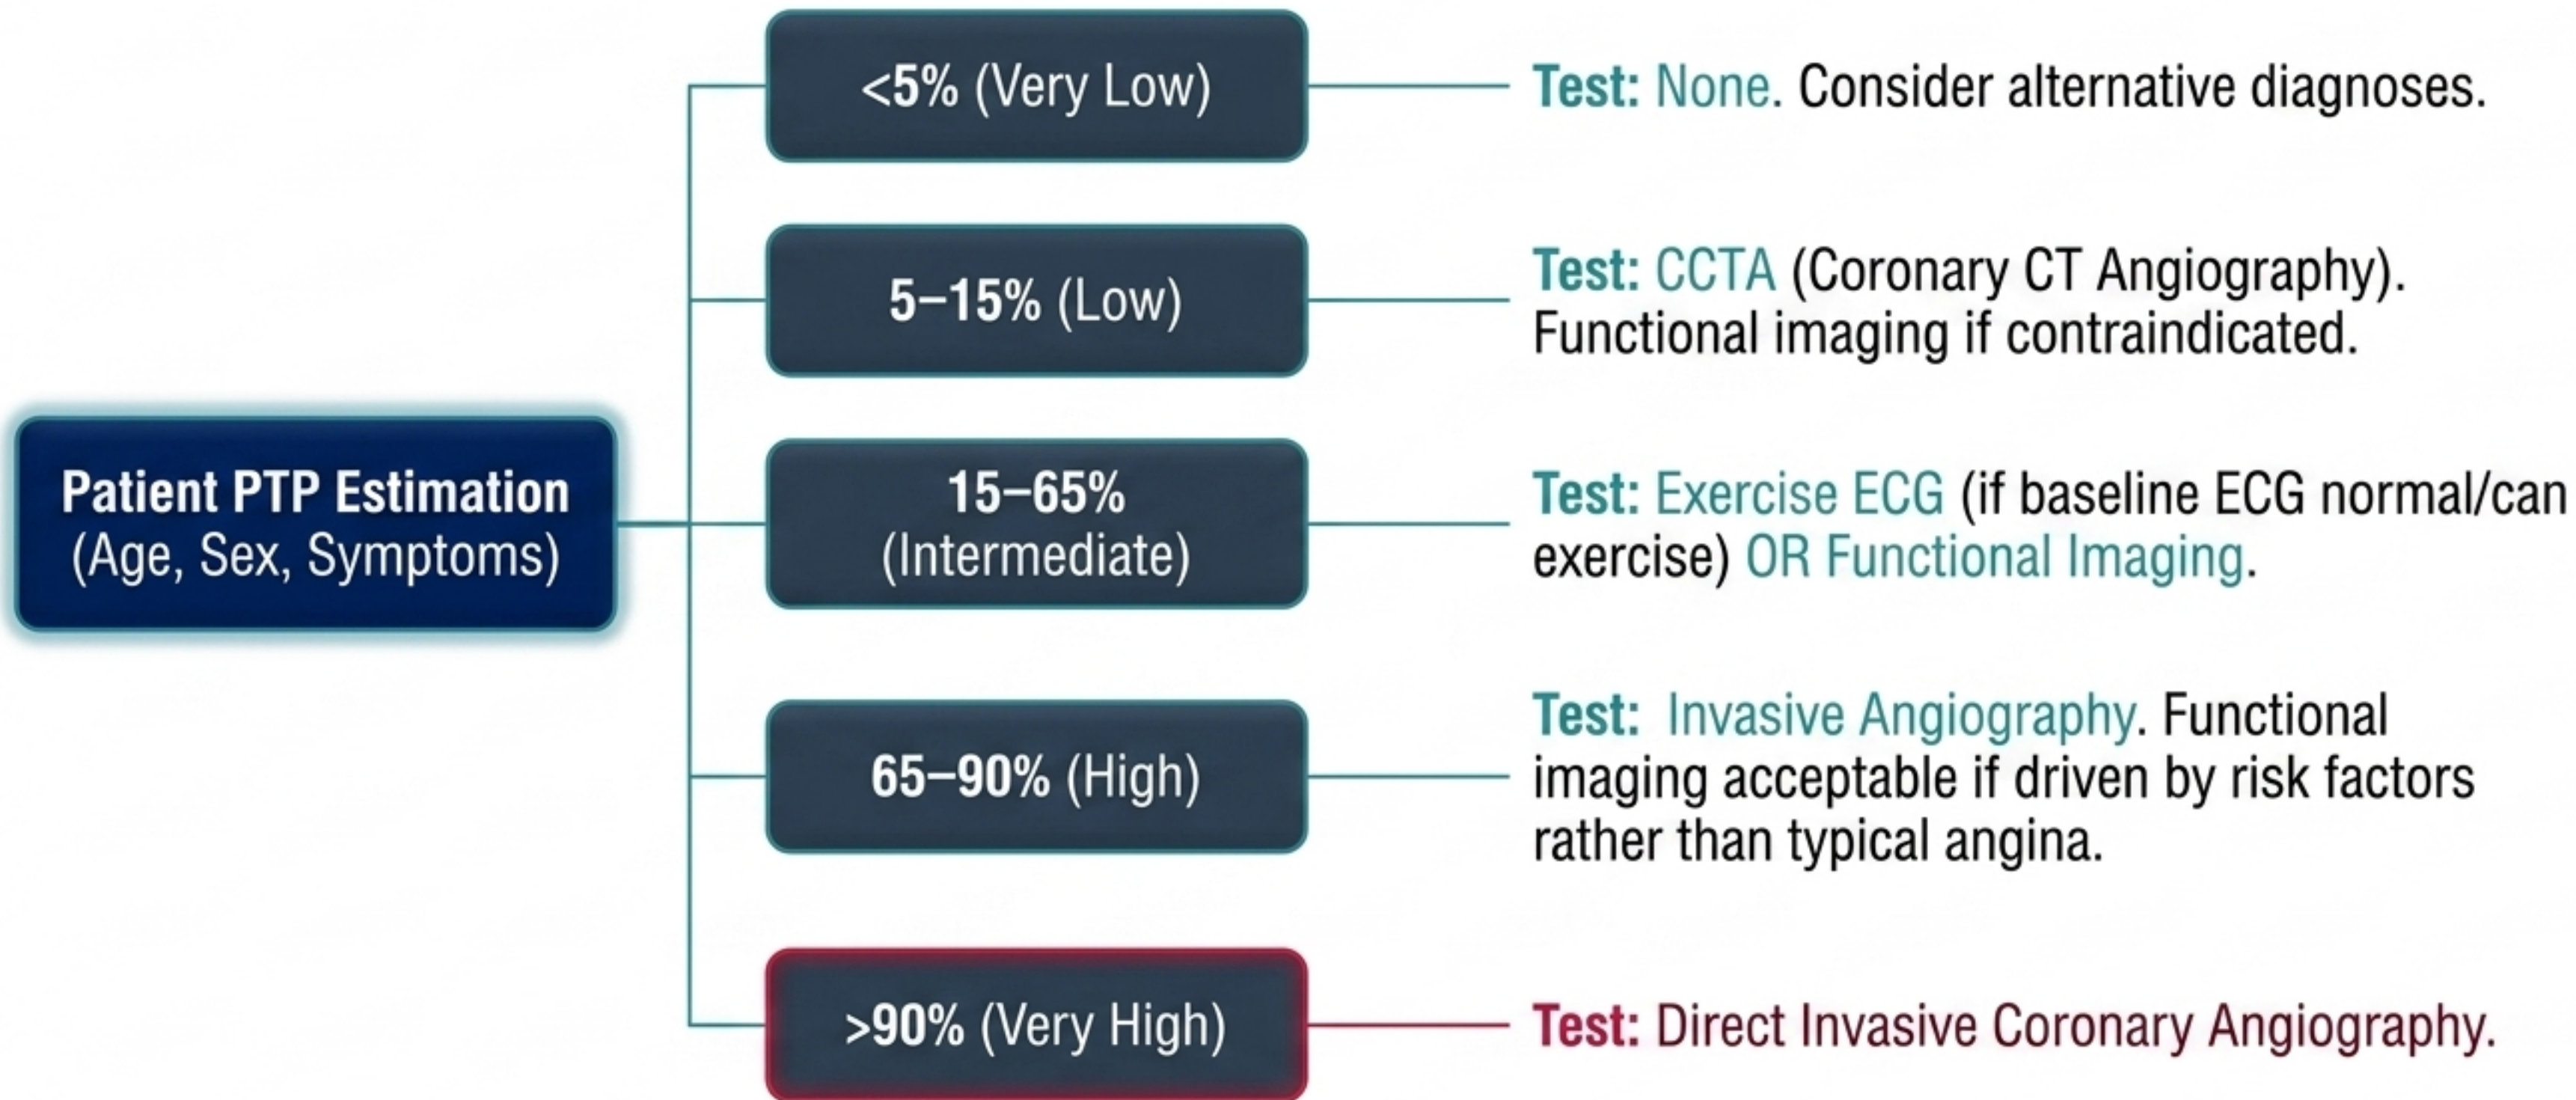 Patient PTP Estimation
(Age, Sex, Symptoms)
<5% (Very Low)
Test: None. Consider alternative diagnoses.
5–15% (Low)
Test: CCTA (Coronary CT Angiography).
Functional imaging if contraindicated.
15–65%
(Intermediate)
Test: Exercise ECG (if baseline ECG normal/can
exercise) OR Functional Imaging.
65–90% (High)
Test: Invasive Angiography. Functional
imaging acceptable if driven by risk factors
rather than typical angina.
>90% (Very High)
Test: Direct Invasive Coronary Angiography.